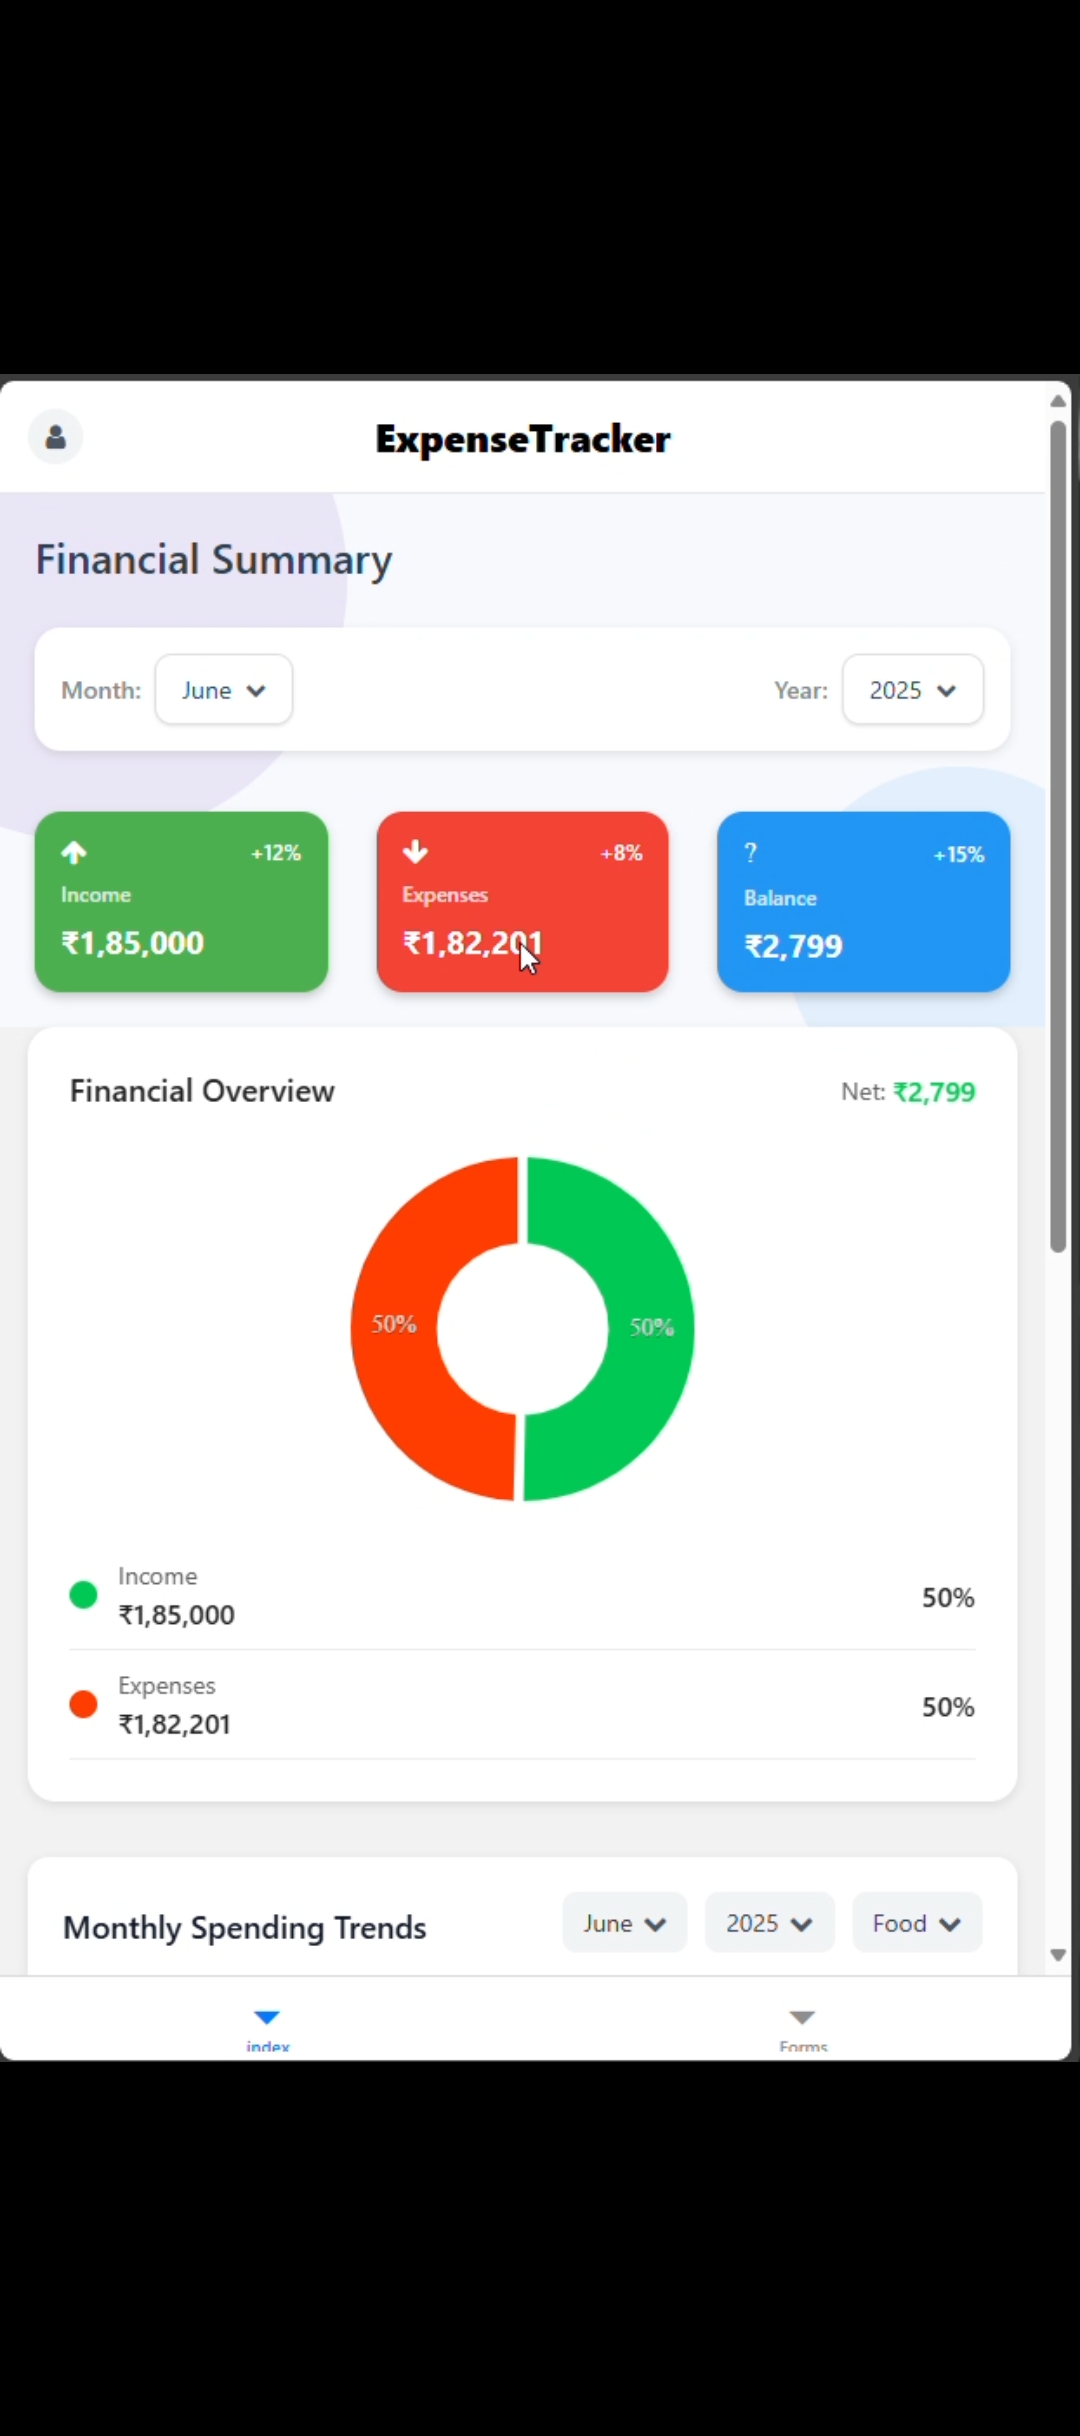 ExpenseTracker
Financial Summary
Month: June Year: 2025
+12% +8% ? +15%
Income Expenses Balance
₹1,85,000 ₹1,82,201 ₹2,799
Financial Overview Net: ₹2,799
50% 50%
Income
₹1,85,000 50%
Expenses
₹1,82,201 50%
Monthly Spending Trends June 2025 Food
index Forms